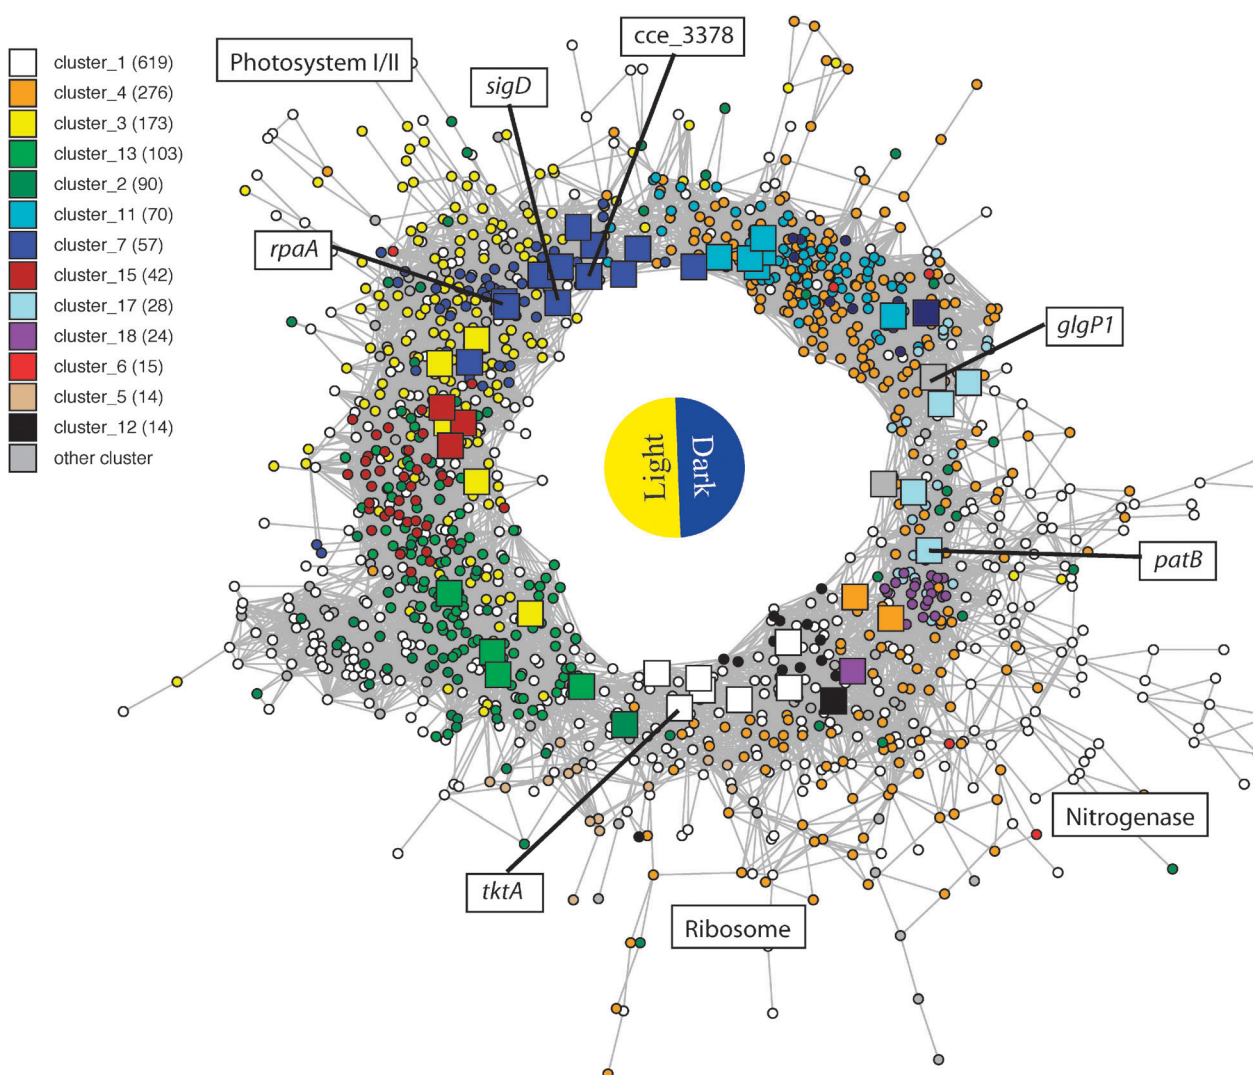 cluster_1 (619)
cluster_4 (276)
cluster_3 (173)
cluster_13 (103)
cluster_2 (90)
cluster_11 (70)
cluster_7 (57)
cluster_15 (42)
cluster_17 (28)
cluster_18 (24)
cluster_6 (15)
cluster_5 (14)
cluster_12 (14)
other cluster
Photosystem I/II
sigD
cce_3378
rpaA
glgP1
Light
Dark
patB
Nitrogenase
tktA
Ribosome